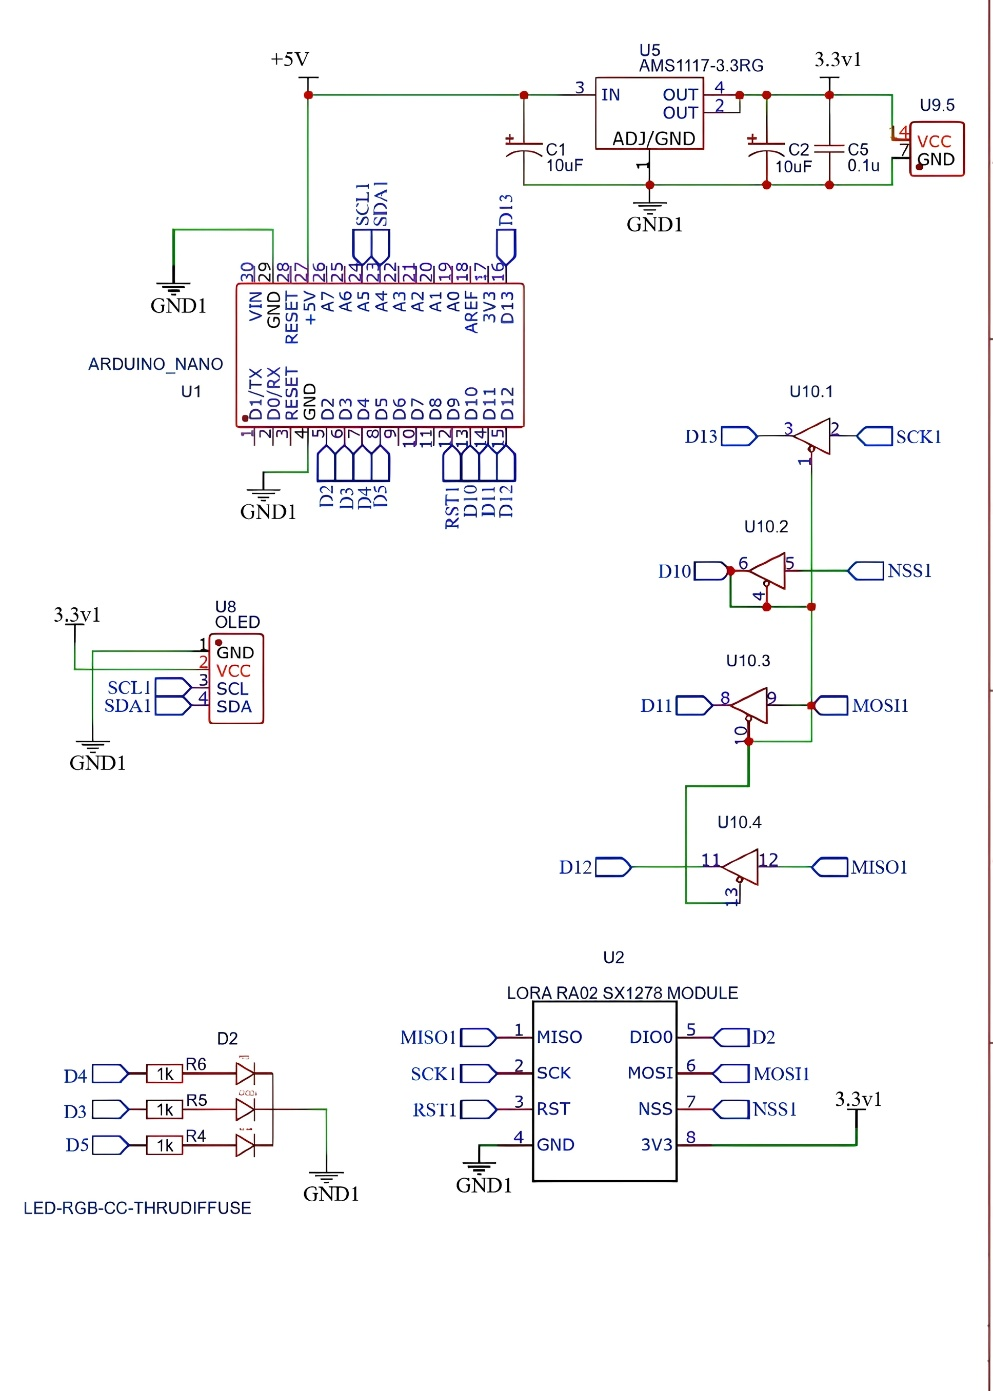 +5V
U5
AMS1117-3.3RG
3.3v1
3
IN
OUT
4
OUT
2
ADJ/GND
1
C1
10uF
C2
10uF
C5
0.1u
U9.5
14
VCC
7
GND
GND1
SCL1
SDA1
D13
GND1
30 29 28 27 26 25 24 23 22 21 20 19 18 17 16
VIN GND RESET +5V A7 A6 A5 A4 A3 A2 A1 A0 AREF 3V3 D13
ARDUINO_NANO
U1
D1/TX D0/RX RESET GND D2 D3 D4 D5 D6 D7 D8 D9 D10 D11 D12
1 2 3 4 5 6 7 8 9 10 11 12 13 14 15
D2 D3 D4 D5
RST1 D10 D11 D12
GND1
U10.1
D13
3
2
SCK1
1
U10.2
D10
6
5
NSS1
4
U10.3
D11
8
9
MOSI1
10
U10.4
D12
11
12
MISO1
13
3.3v1
U8
OLED
1
GND
2
VCC
SCL1
3
SCL
SDA1
4
SDA
GND1
D2
D4
1k
R6
D3
1k
R5
D5
1k
R4
GND1
LED-RGB-CC-THRUDIFFUSE
U2
LORA RA02 SX1278 MODULE
MISO1
1
MISO
DIO0
5
D2
SCK1
2
SCK
MOSI
6
MOSI1
RST1
3
RST
NSS
7
NSS1
4
GND
3V3
8
3.3v1
GND1